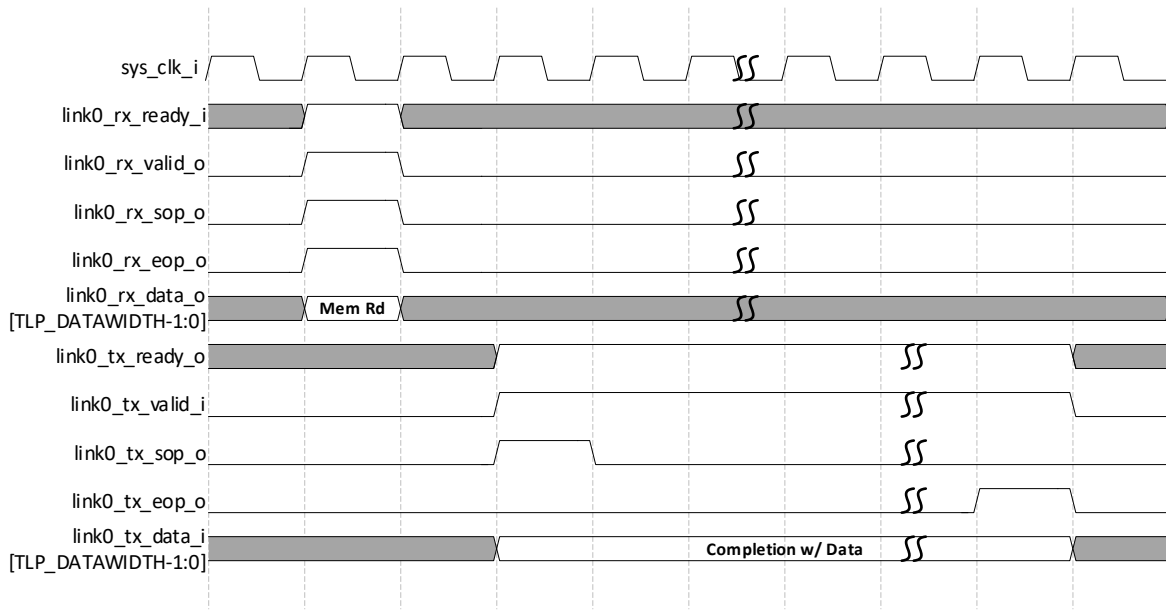 sys_clk_i
link0_rx_ready_i
link0_rx_valid_o
link0_rx_sop_o
link0_rx_eop_o
link0_rx_data_o
[TLP_DATAWIDTH-1:0]
Mem Rd
link0_tx_ready_o
link0_tx_valid_i
link0_tx_sop_o
link0_tx_eop_o
link0_tx_data_i
[TLP_DATAWIDTH-1:0]
Completion w/ Data